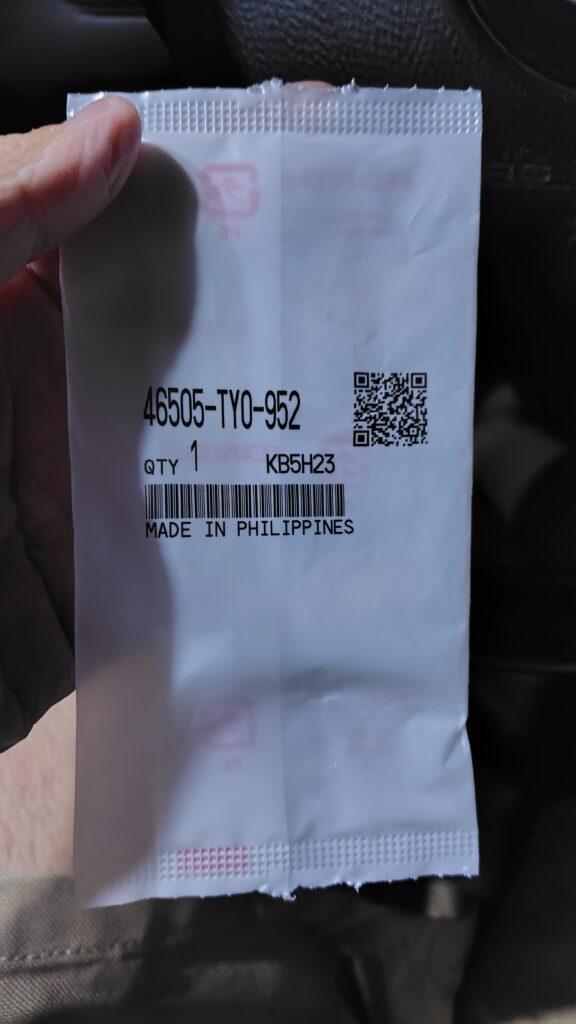 46505-TY0-952
QTY 1 KB5H23
MADE IN PHILIPPINES